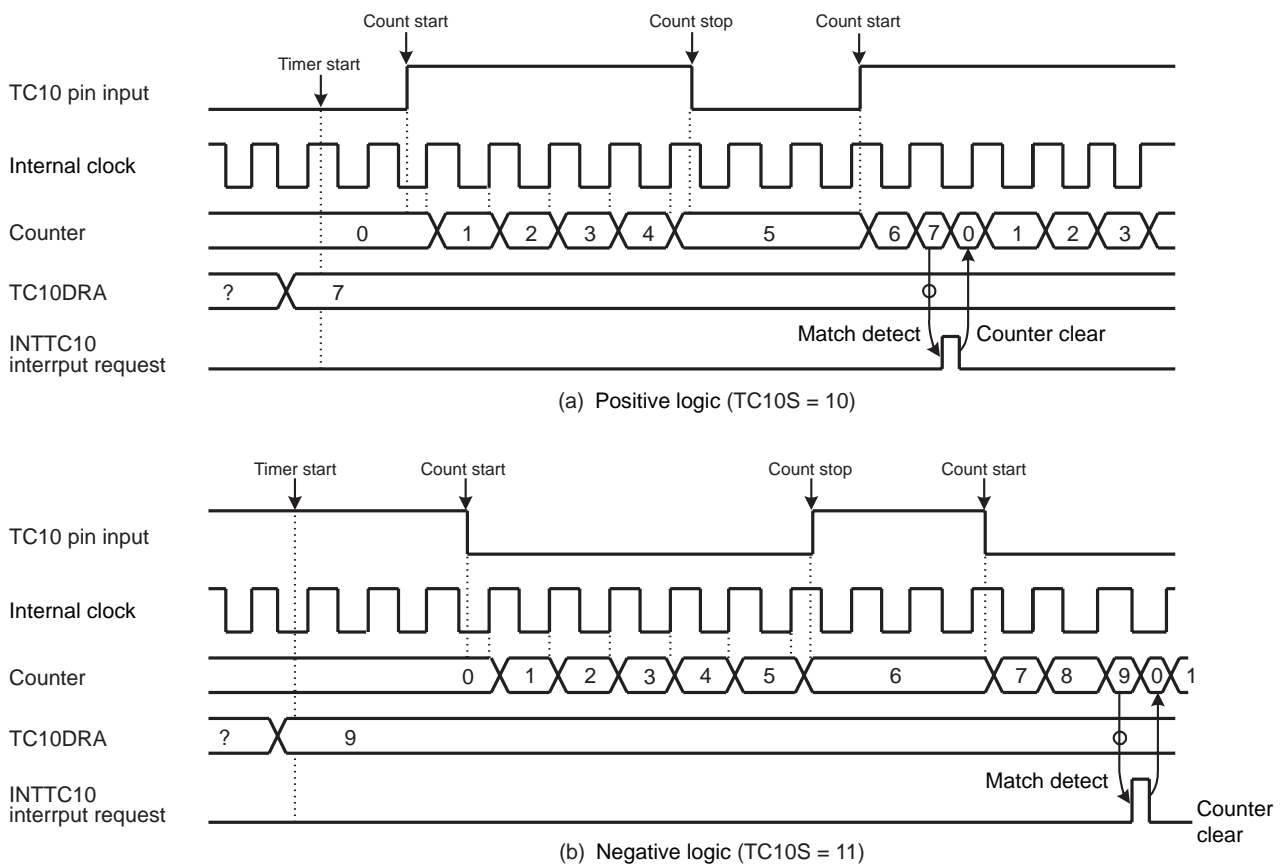 Count start Count stop Count start
Timer start
TC10 pin input
Internal clock
Counter 0 1 2 3 4 5 6 7 0 1 2 3
TC10DRA ? 7
Match detect Counter clear
INTTC10
interrput request
(a) Positive logic (TC10S = 10)
Timer start Count start Count stop Count start
TC10 pin input
Internal clock
Counter 0 1 2 3 4 5 6 7 8 9 0 1
TC10DRA ? 9
Match detect
INTTC10
interrput request
Counter
clear
(b) Negative logic (TC10S = 11)